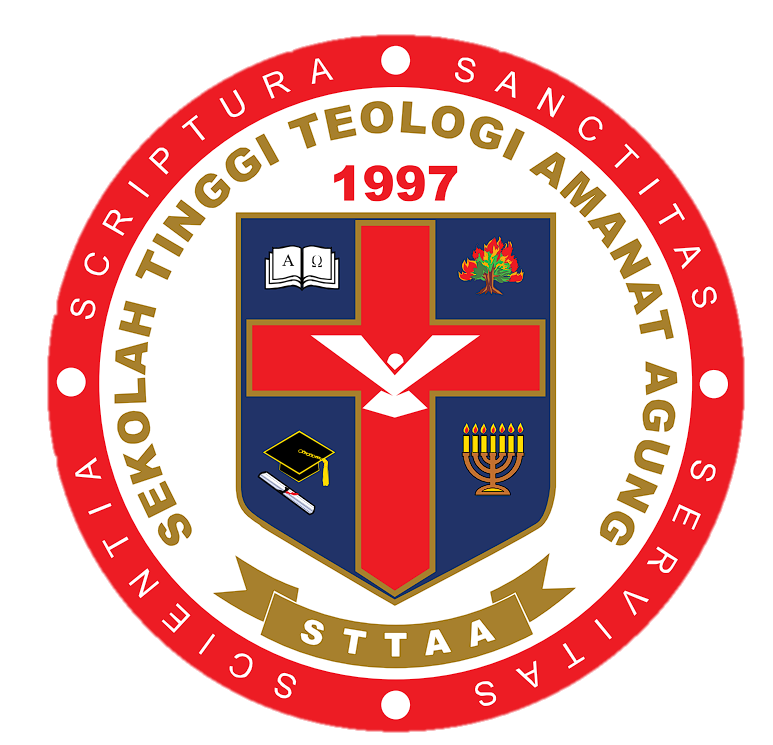 SCRIPTURA
SANCTITAS
SEKOLAH TINGGI TEOLOGI AMANAT AGUNG
1997
Α Ω
STTAA
SCIENTIA
SERVITAS